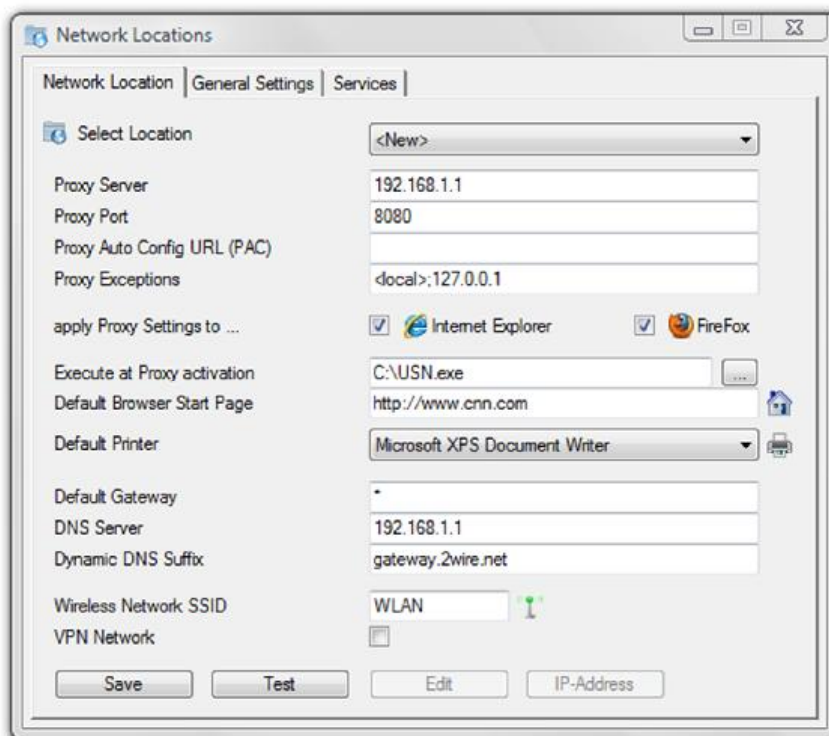 Network Locations
Network Location General Settings Services
Select Location <New>
Proxy Server 192.168.1.1
Proxy Port 8080
Proxy Auto Config URL (PAC)
Proxy Exceptions <local>;127.0.0.1
apply Proxy Settings to ... Internet Explorer FireFox
Execute at Proxy activation C:\USN.exe ...
Default Browser Start Page http://www.cnn.com
Default Printer Microsoft XPS Document Writer
Default Gateway *
DNS Server 192.168.1.1
Dynamic DNS Suffix gateway.2wire.net
Wireless Network SSID WLAN
VPN Network
Save Test Edit IP-Address